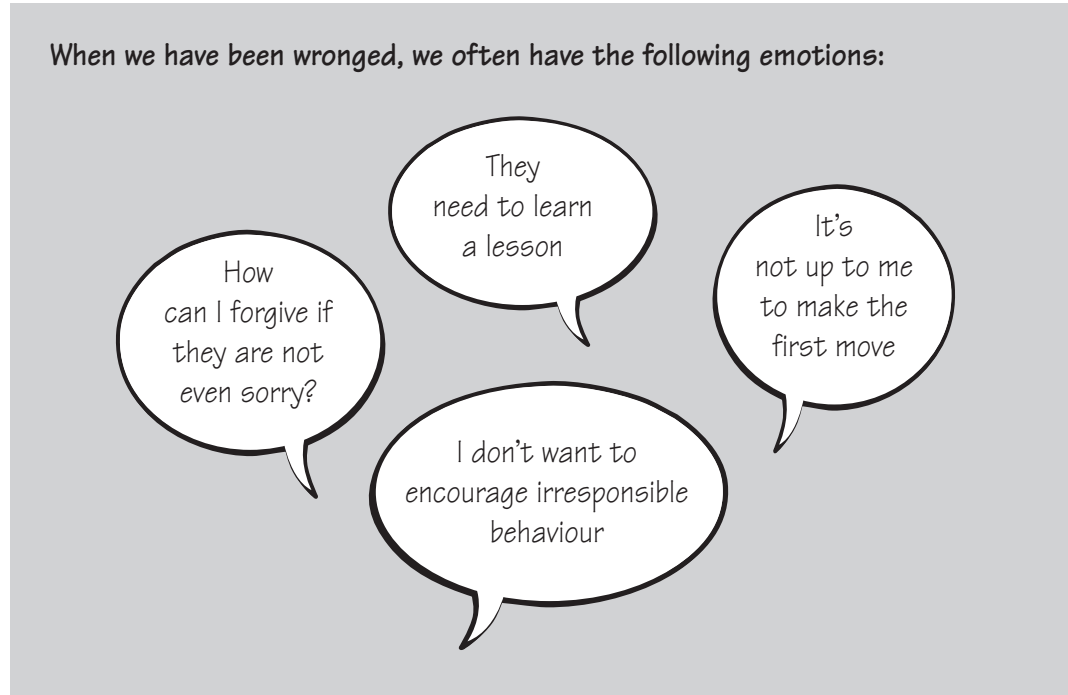 When we have been wronged, we often have the following emotions:
They
need to learn
a lesson
It's
not up to me
to make the
first move
How
can I forgive if
they are not
even sorry?
I don't want to
encourage irresponsible
behaviour